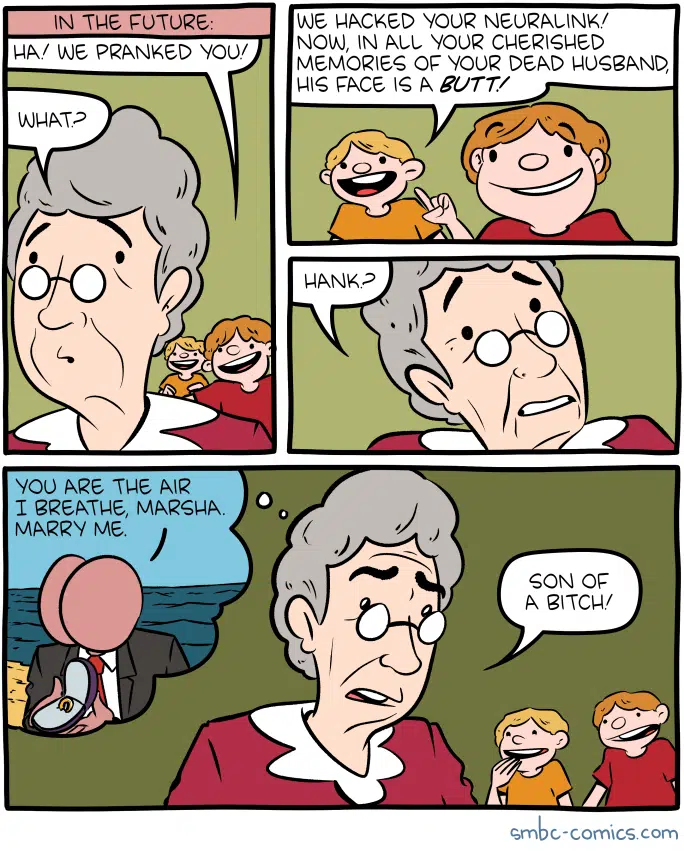 IN THE FUTURE:
HA! WE PRANKED YOU!
WHAT?
WE HACKED YOUR NEURALINK!
NOW, IN ALL YOUR CHERISHED
MEMORIES OF YOUR DEAD HUSBAND,
HIS FACE IS A BUTT!
HANK?
YOU ARE THE AIR
I BREATHE, MARSHA.
MARRY ME.
SON OF
A BITCH!
smbc-comics.com